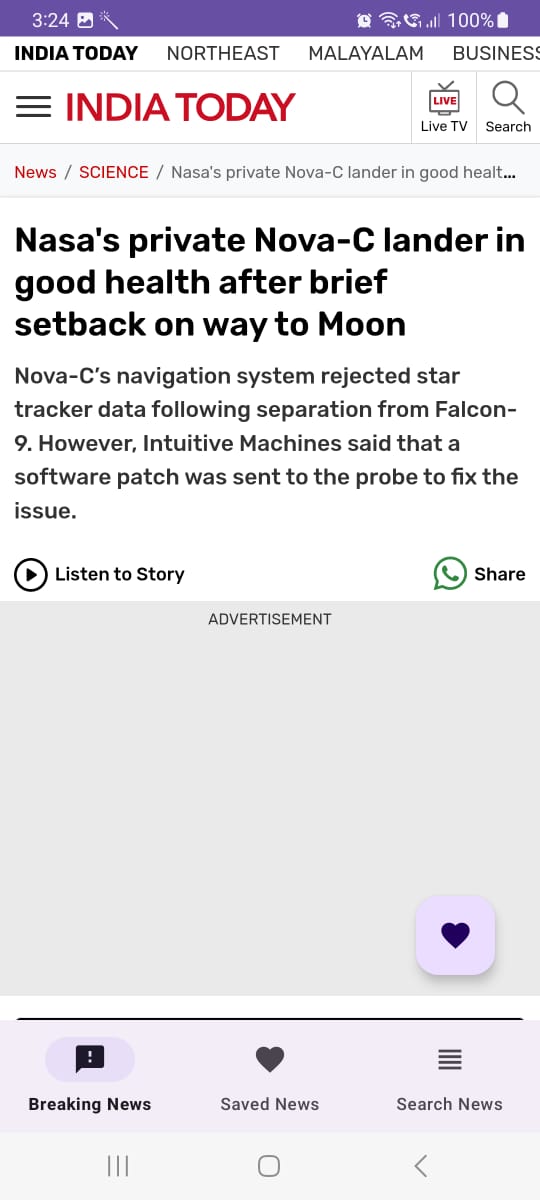 3:24 100%
INDIA TODAY NORTHEAST MALAYALAM BUSINESS
INDIA TODAY
LIVE
Live TV Search
News / SCIENCE / Nasa's private Nova-C lander in good healt...
Nasa's private Nova-C lander in
good health after brief
setback on way to Moon
Nova-C’s navigation system rejected star
tracker data following separation from Falcon-
9. However, Intuitive Machines said that a
software patch was sent to the probe to fix the
issue.
Listen to Story Share
ADVERTISEMENT
Breaking News Saved News Search News